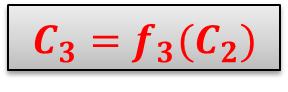 C₃ = f₃(C₂)